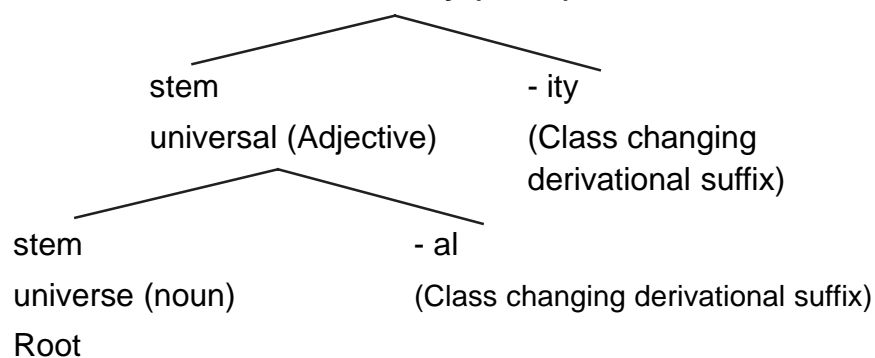 stem - ity
universal (Adjective) (Class changing
derivational suffix)
stem - al
universe (noun) (Class changing derivational suffix)
Root